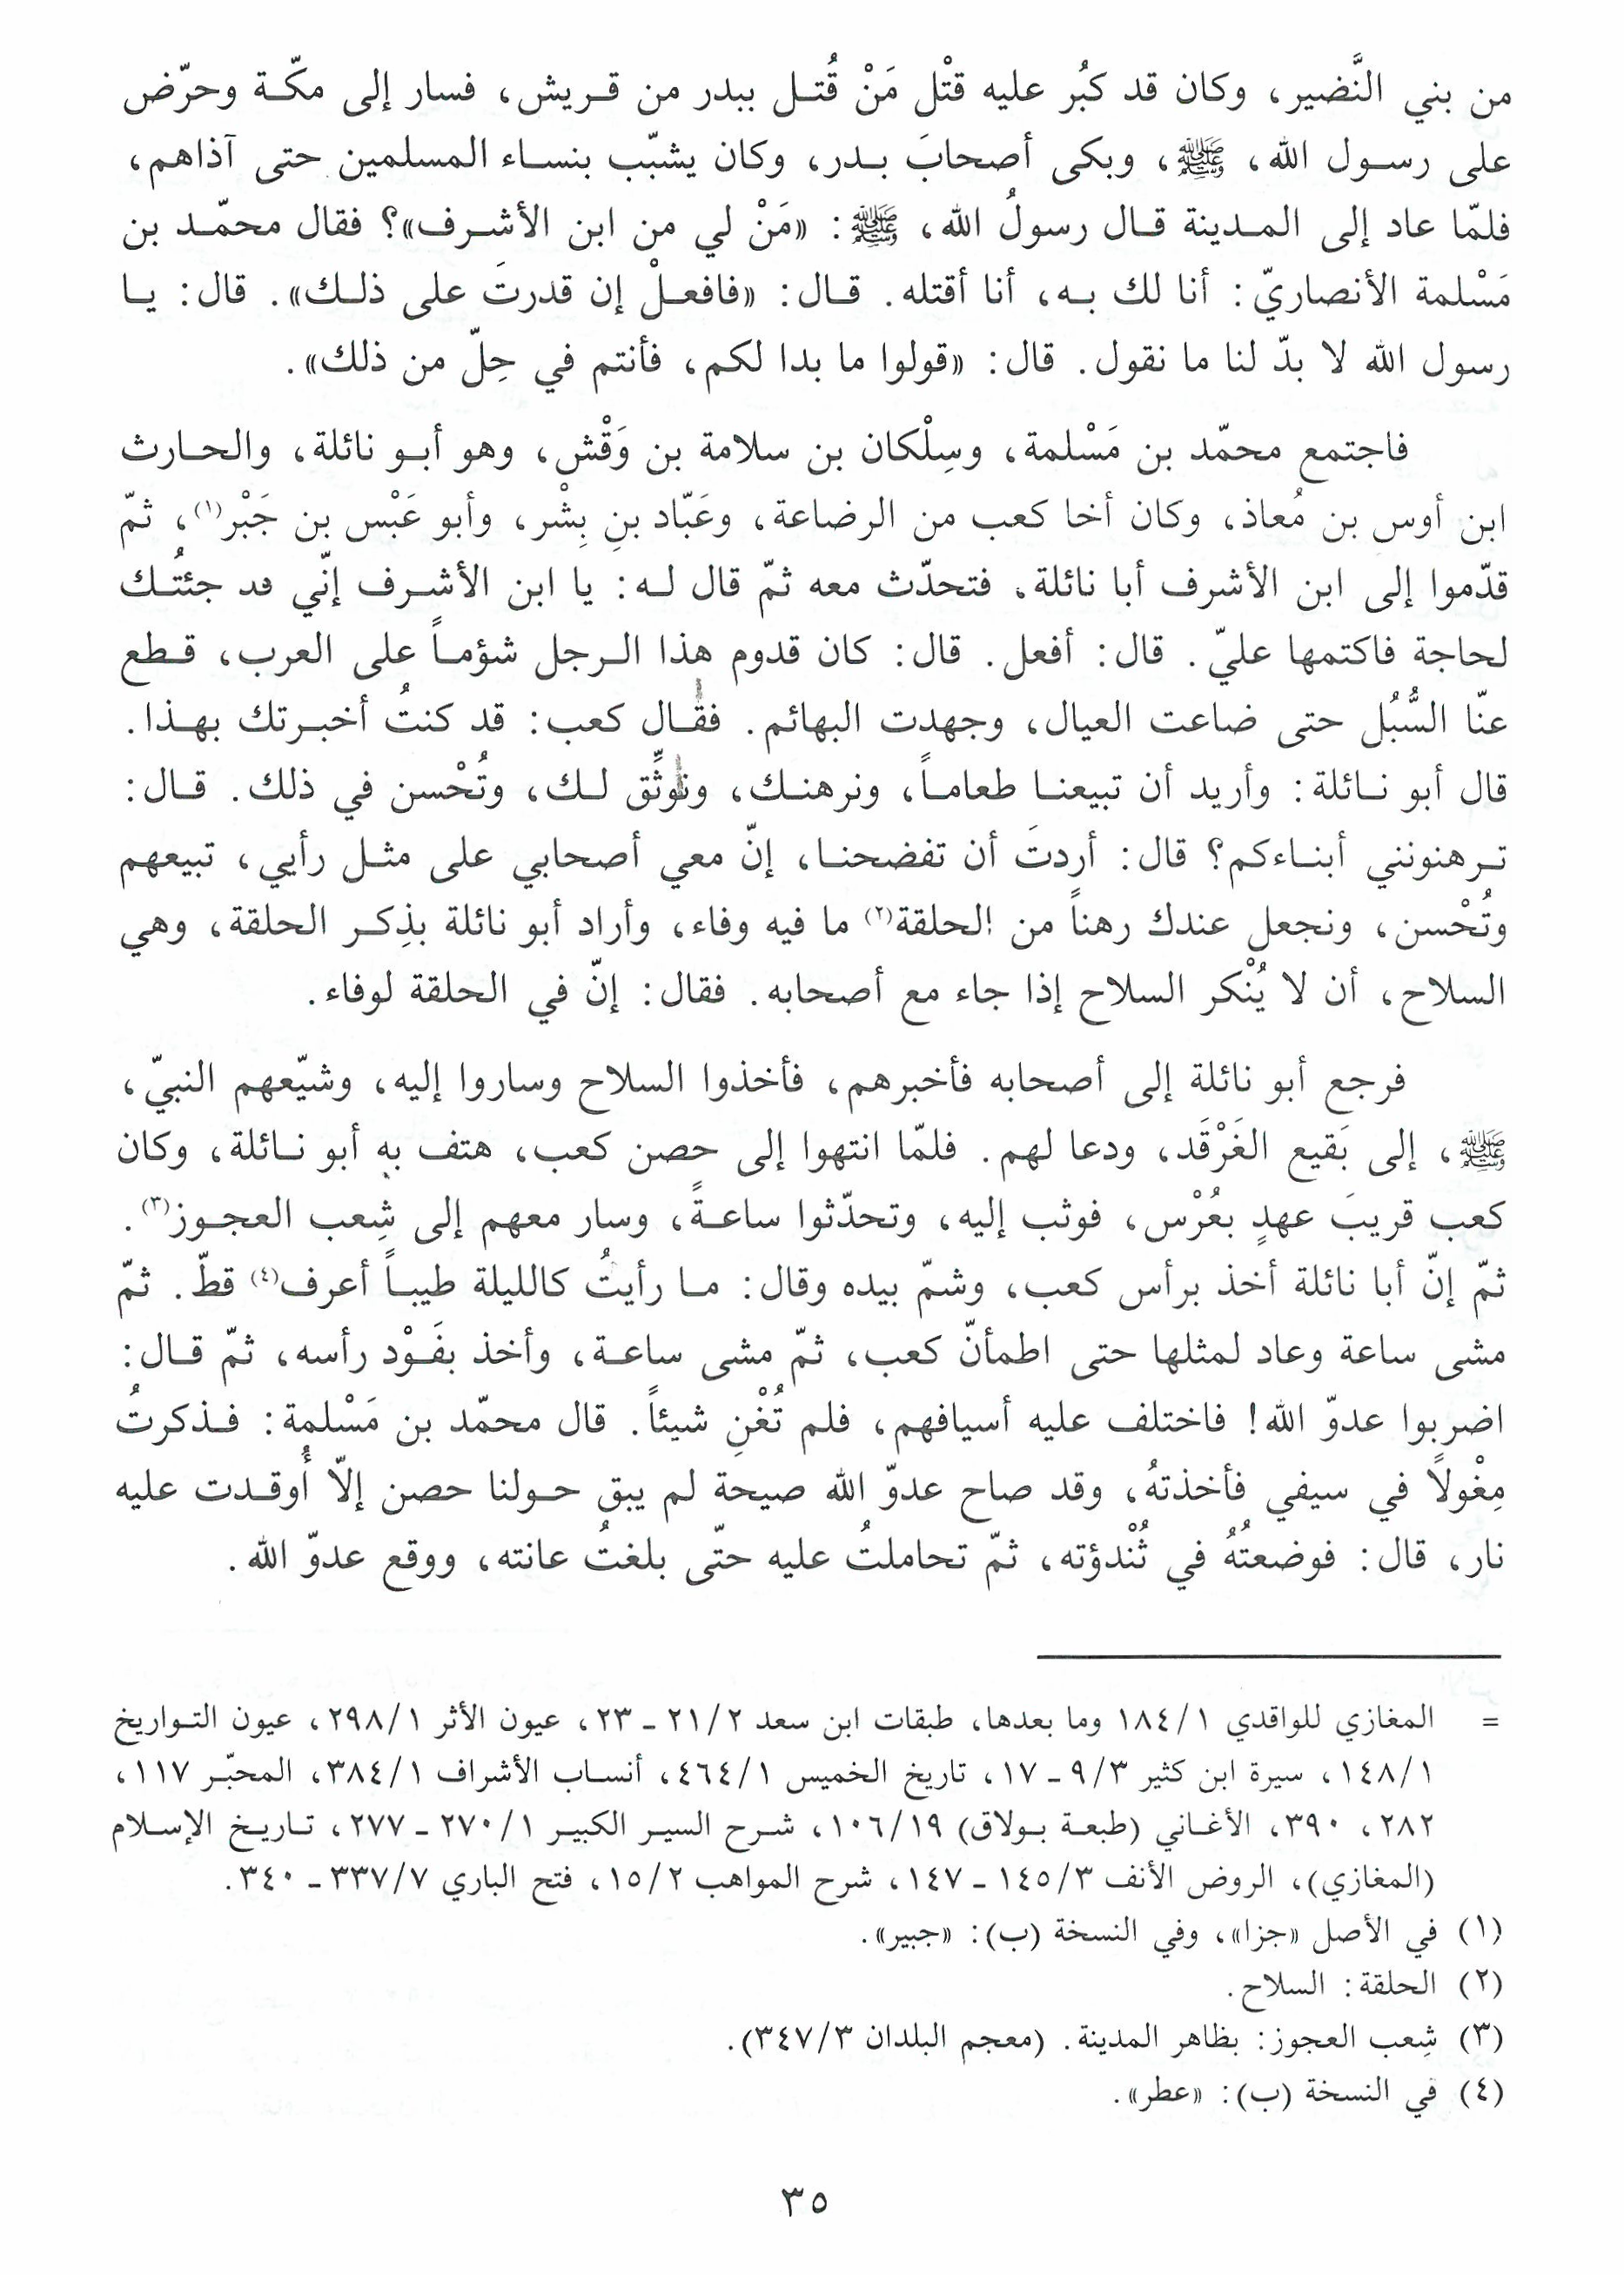 من بني النَّضير، وكان قد كبُر عليه قتْل مَنْ قُتل ببدر من قريش، فسار إلى مكّة وحرّض
على رسول الله، ﷺ، وبكى أصحابَ بدر، وكان يشبّب بنساء المسلمين حتى آذاهم،
فلمّا عاد إلى المدينة قال رسولُ الله، ﷺ: «مَنْ لي من ابن الأشرف»؟ فقال محمّد بن
مَسْلمة الأنصاريّ: أنا لك به، أنا أقتله. قال: «فافعلْ إن قدرتَ على ذلك». قال: يا
رسول الله لا بدّ لنا ما نقول. قال: «قولوا ما بدا لكم، فأنتم في حِلّ من ذلك».
فاجتمع محمّد بن مَسْلمة، وسِلْكان بن سلامة بن وَقْش، وهو أبو نائلة، والحارث
ابن أوس بن مُعاذ، وكان أخا كعب من الرضاعة، وعَبّاد بنِ بِشْر، وأبو عَبْس بن جَبْر(١)، ثمّ
قدّموا إلى ابن الأشرف أبا نائلة، فتحدّث معه ثمّ قال له: يا ابن الأشرف إنّي قد جئتُك
لحاجة فاكتمها عليّ. قال: أفعل. قال: كان قدوم هذا الرجل شؤماً على العرب، قطع
عنّا السُّبُل حتى ضاعت العيال، وجهدت البهائم. فقال كعب: قد كنتُ أخبرتك بهذا.
قال أبو نائلة: وأريد أن تبيعنا طعاماً، ونرهنك، ونوثِّق لك، وتُحْسن في ذلك. قال:
ترهنونني أبناءكم؟ قال: أردتَ أن تفضحنا، إنّ معي أصحابي على مثل رأيي، تبيعهم
وتُحْسن، ونجعل عندك رهناً من الحلقة(٢) ما فيه وفاء، وأراد أبو نائلة بذِكر الحلقة، وهي
السلاح، أن لا يُنْكر السلاح إذا جاء مع أصحابه. فقال: إنّ في الحلقة لوفاء.
فرجع أبو نائلة إلى أصحابه فأخبرهم، فأخذوا السلاح وساروا إليه، وشيّعهم النبيّ،
ﷺ، إلى بَقيع الغَرْقَد، ودعا لهم. فلمّا انتهوا إلى حصن كعب، هتف به أبو نائلة، وكان
كعب قريبَ عهدٍ بعُرْس، فوثب إليه، وتحدّثوا ساعةً، وسار معهم إلى شِعب العجوز(٣).
ثمّ إنّ أبا نائلة أخذ برأس كعب، وشمّ بيده وقال: ما رأيتُ كالليلة طيباً أعرف(٤) قطّ. ثمّ
مشى ساعة وعاد لمثلها حتى اطمأنّ كعب، ثمّ مشى ساعة، وأخذ بفَوْد رأسه، ثمّ قال:
اضربوا عدوّ الله! فاختلف عليه أسيافهم، فلم تُغْنِ شيئاً. قال محمّد بن مَسْلمة: فذكرتُ
مِغْولاً في سيفي فأخذتهُ، وقد صاح عدوّ الله صيحة لم يبق حولنا حصن إلّا أُوقدت عليه
نار، قال: فوضعتُهُ في ثُنْدؤته، ثمّ تحاملتُ عليه حتّى بلغتُ عانته، ووقع عدوّ الله.
= المغازي للواقدي ١/١٨٤ وما بعدها، طبقات ابن سعد ٢/٢١ ـ ٢٣، عيون الأثر ١/٢٩٨، عيون التواريخ
١/١٤٨، سيرة ابن كثير ٣/٩ ـ ١٧، تاريخ الخميس ١/٤٦٤، أنساب الأشراف ١/٣٨٤، المحبّر ١١٧،
٢٨٢، ٣٩٠، الأغاني (طبعة بولاق) ١٩/١٠٦، شرح السير الكبير ١/٢٧٠ ـ ٢٧٧، تاريخ الإسلام
(المغازي)، الروض الأنف ٣/١٤٥ ـ ١٤٧، شرح المواهب ٢/١٥، فتح الباري ٧/٣٣٧ ـ ٣٤٠.
(١) في الأصل «جزا»، وفي النسخة (ب): «جبير».
(٢) الحلقة: السلاح.
(٣) شِعب العجوز: بظاهر المدينة. (معجم البلدان ٣/٣٤٧).
(٤) في النسخة (ب): «عطر».
٣٥